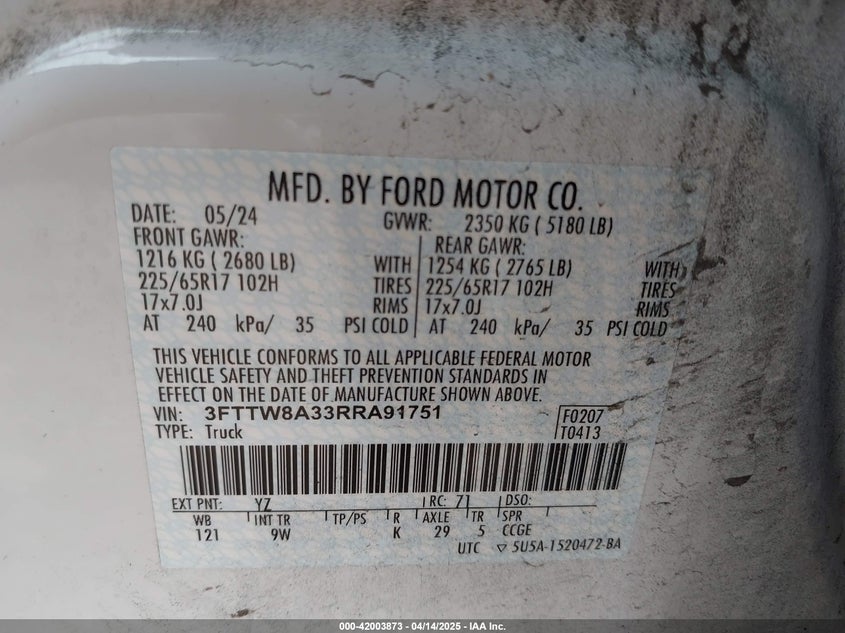 MFD. BY FORD MOTOR CO.
DATE: 05/24 GVWR: 2350 KG ( 5180 LB)
FRONT GAWR: REAR GAWR:
1216 KG ( 2680 LB) WITH 1254 KG ( 2765 LB) WITH
225/65R17 102H TIRES 225/65R17 102H TIRES
17x7.0J RIMS 17x7.0J RIMS
AT 240 kPa/ 35 PSI COLD AT 240 kPa/ 35 PSI COLD
THIS VEHICLE CONFORMS TO ALL APPLICABLE FEDERAL MOTOR
VEHICLE SAFETY AND THEFT PREVENTION STANDARDS IN
EFFECT ON THE DATE OF MANUFACTURE SHOWN ABOVE.
VIN: 3FTTW8A33RRA91751 F0207
TYPE: Truck T0413
EXT PNT: YZ RC: 71 DSO:
WB INT TR TP/PS R AXLE TR SPR
121 9W K 29 5 CCGE
UTC ▽ 5U5A-1520472-BA
000-42003873 - 04/14/2025 - IAA Inc.